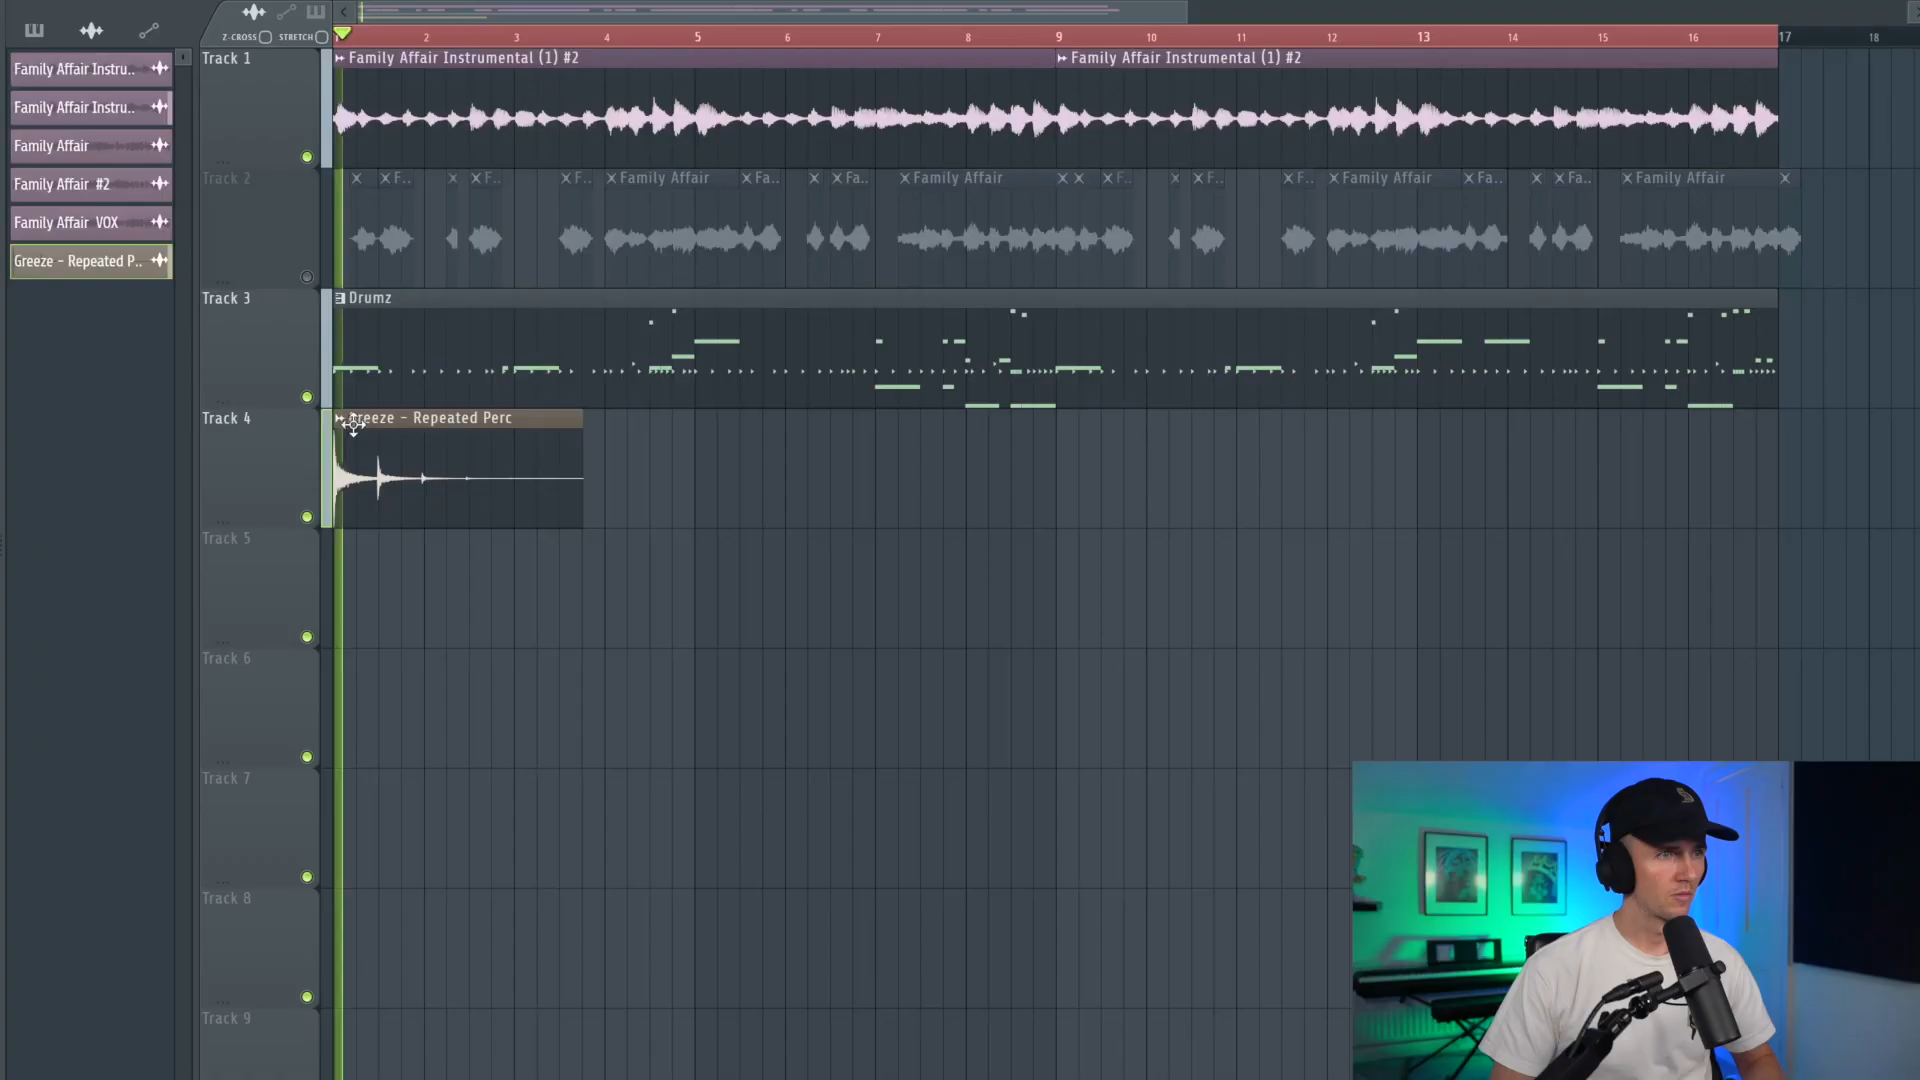 Z-CROSS STRETCH
2 3 4 5 6 7 8 9 10 11 12 13 14 15 16 17 18
Family Affair Instru..
Family Affair Instru..
Family Affair
Family Affair #2
Family Affair VOX
Greeze - Repeated P..
Track 1
Family Affair Instrumental (1) #2 Family Affair Instrumental (1) #2
Track 2
F.. F.. F.. Family Affair Fa.. Fa.. Family Affair F.. F.. F.. Family Affair Fa.. Fa.. Family Affair
Track 3
Drumz
Track 4
Greeze - Repeated Perc
Track 5
Track 6
Track 7
Track 8
Track 9